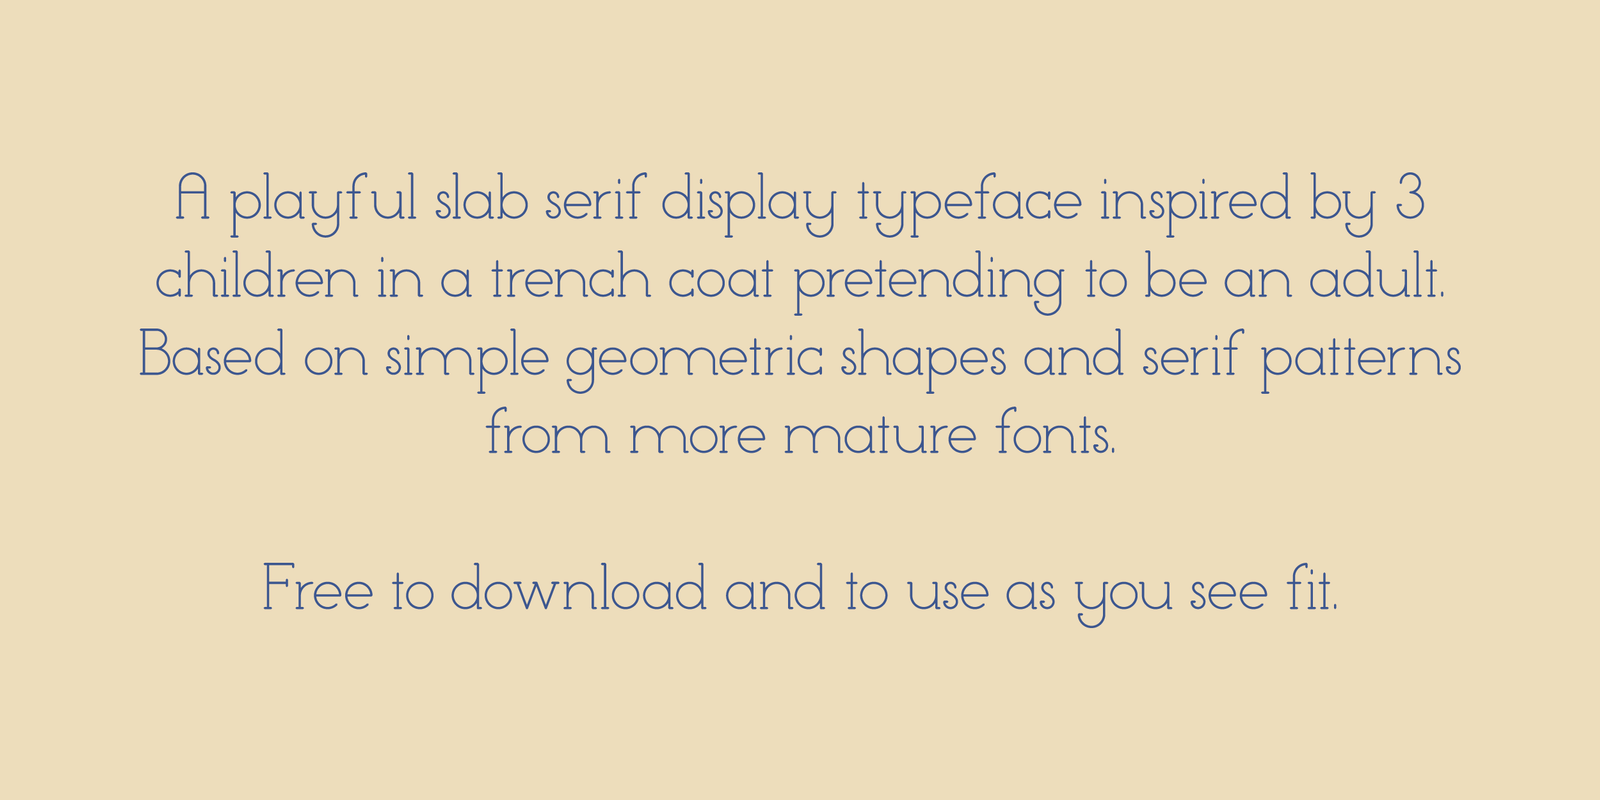 A playful slab serif display typeface inspired by 3
children in a trench coat pretending to be an adult.
Based on simple geometric shapes and serif patterns
from more mature fonts.
Free to download and to use as you see fit.